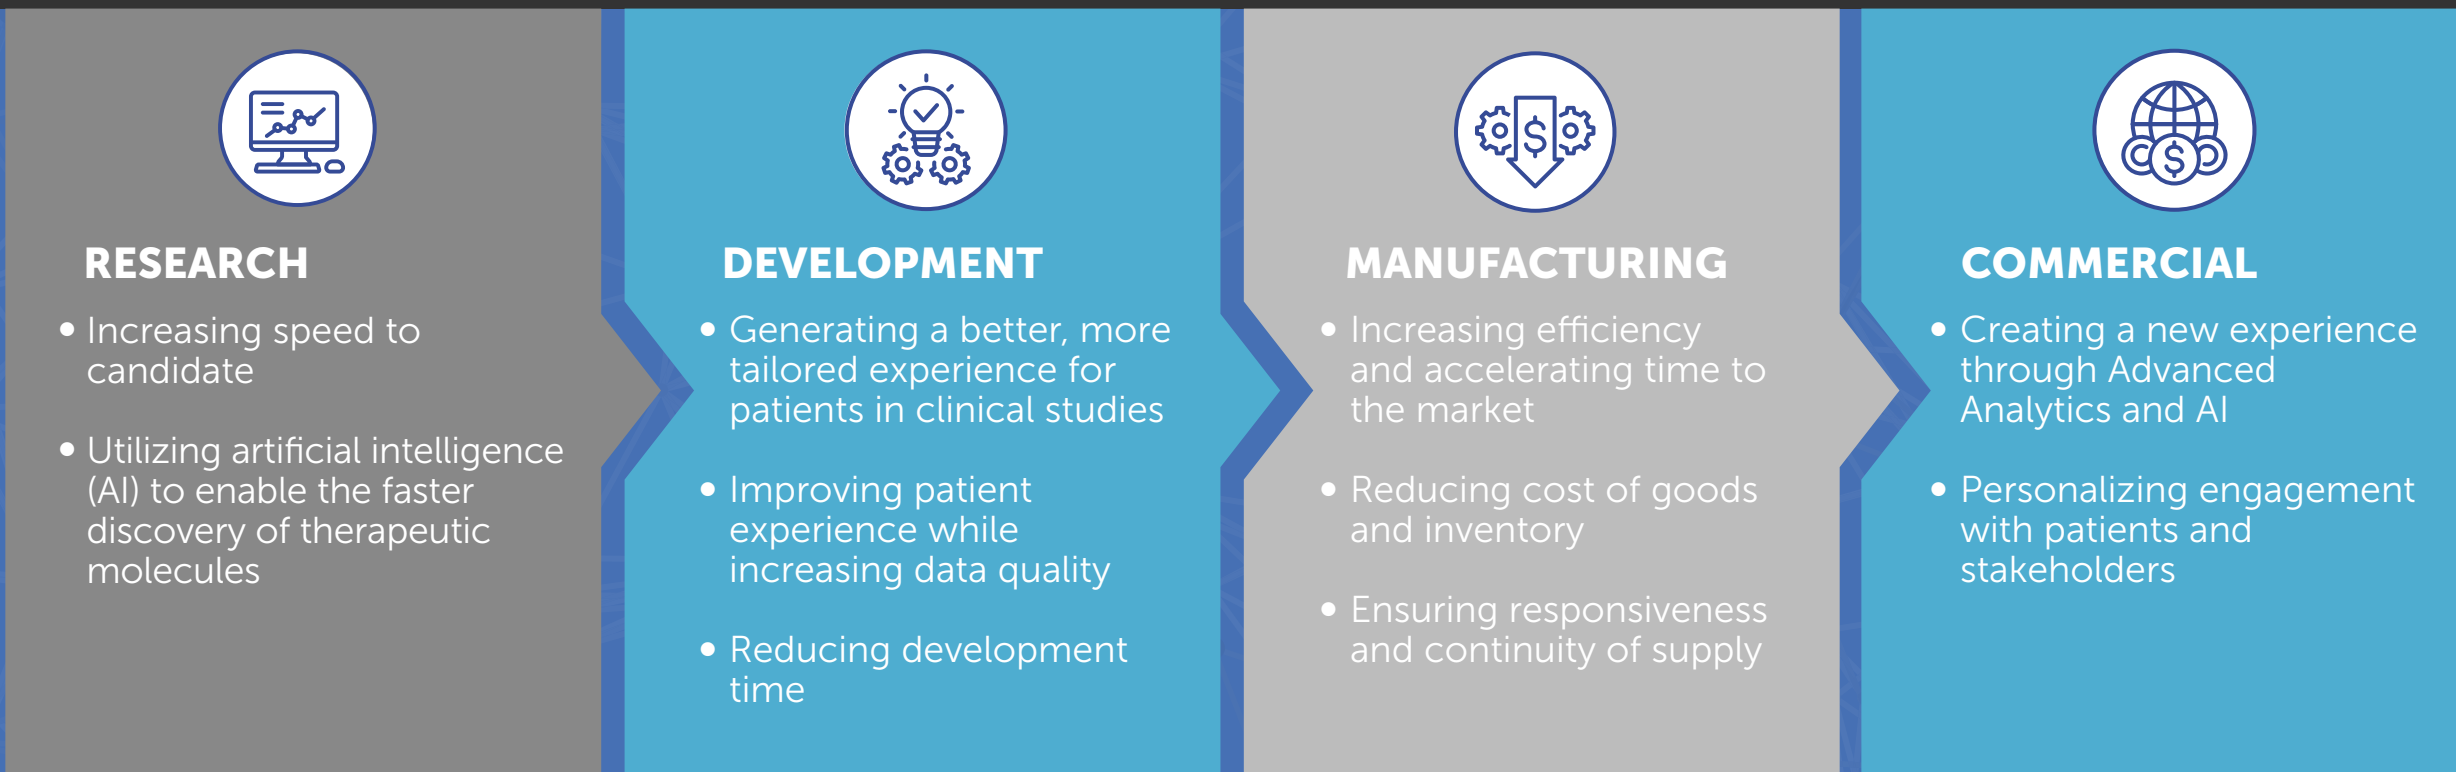 RESEARCH
• Increasing speed to
candidate
• Utilizing artificial intelligence
(AI) to enable the faster
discovery of therapeutic
molecules
DEVELOPMENT
• Generating a better, more
tailored experience for
patients in clinical studies
• Improving patient
experience while
increasing data quality
• Reducing development
time
MANUFACTURING
• Increasing efficiency
and accelerating time to
the market
• Reducing cost of goods
and inventory
• Ensuring responsiveness
and continuity of supply
COMMERCIAL
• Creating a new experience
through Advanced
Analytics and AI
• Personalizing engagement
with patients and
stakeholders